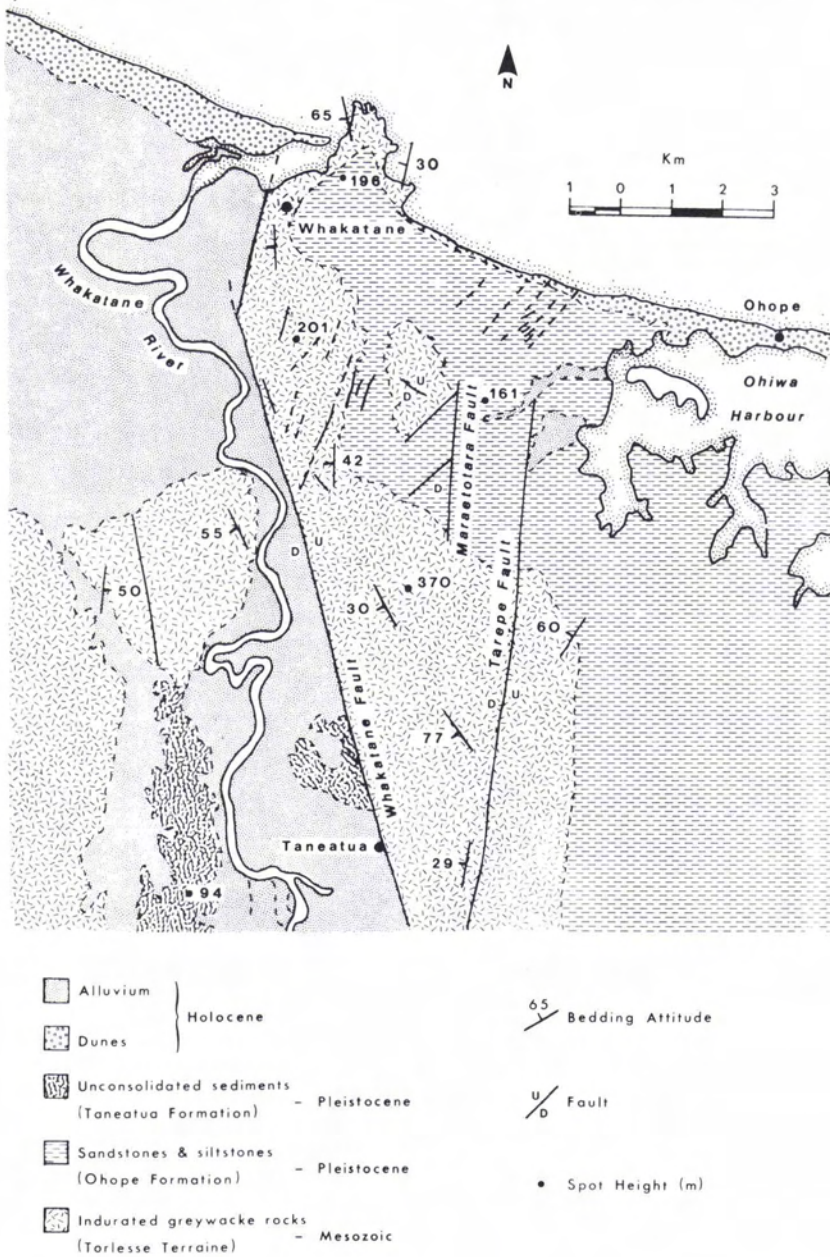 N
65
30
Km
1 0 1 2 3
196
Whakatane
Whakatane
River
Ohope
201
Ohiwa
Harbour
U
D
161
Maraetotara Fault
42
D
55
D U
50
370
30
Tarepe Fault
60
Whakatane Fault
D U
77
Taneatua
29
94
Alluvium
Holocene
Dunes
Unconsolidated sediments
(Taneatua Formation) - Pleistocene
Sandstones & siltstones
(Ohope Formation) - Pleistocene
Indurated greywacke rocks
(Torlesse Terraine) - Mesozoic
65
Bedding Attitude
U
D
Fault
Spot Height (m)